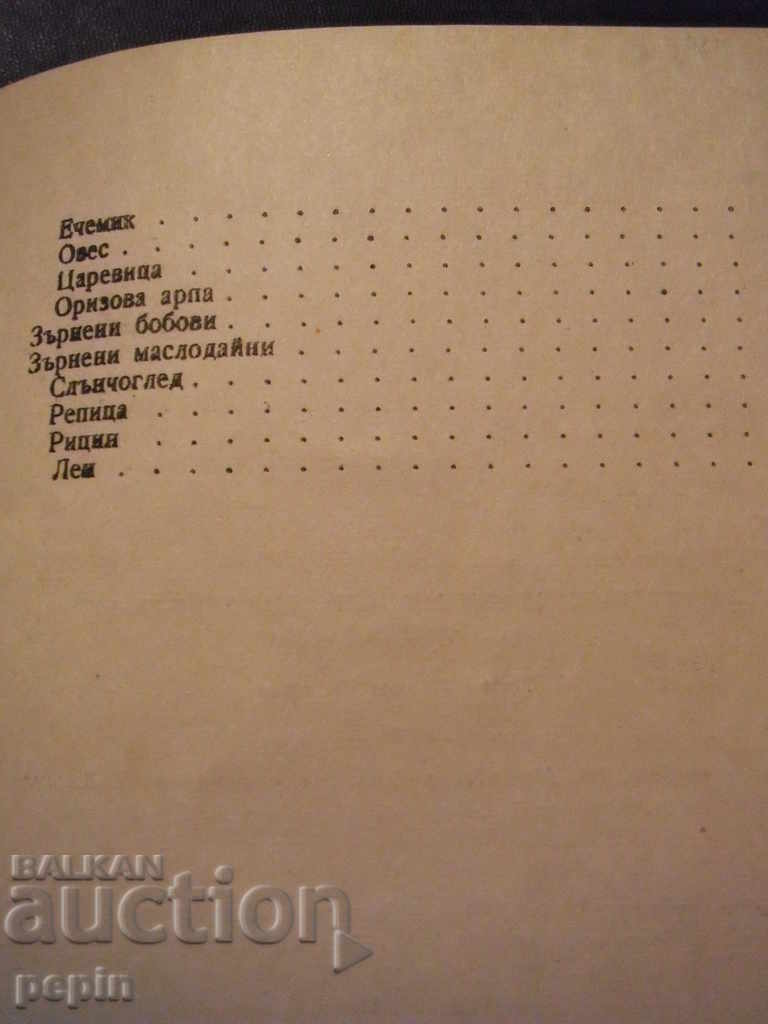 Ечемик . . . . . . . . . . . . . . . . .
Овес . . . . . . . . . . . . . . . . . .
Царевица . . . . . . . . . . . . . . . .
Оризова арпа . . . . . . . . . . . . . . .
Зърнени бобови . . . . . . . . . . . . . . .
Зърнени маслодайни . . . . . . . . . . . . .
Слънчоглед . . . . . . . . . . . . . . . .
Репица . . . . . . . . . . . . . . . . .
Рицин . . . . . . . . . . . . . . . . .
Лен . . . . . . . . . . . . . . . . . .
BALKAN
auction
pepin